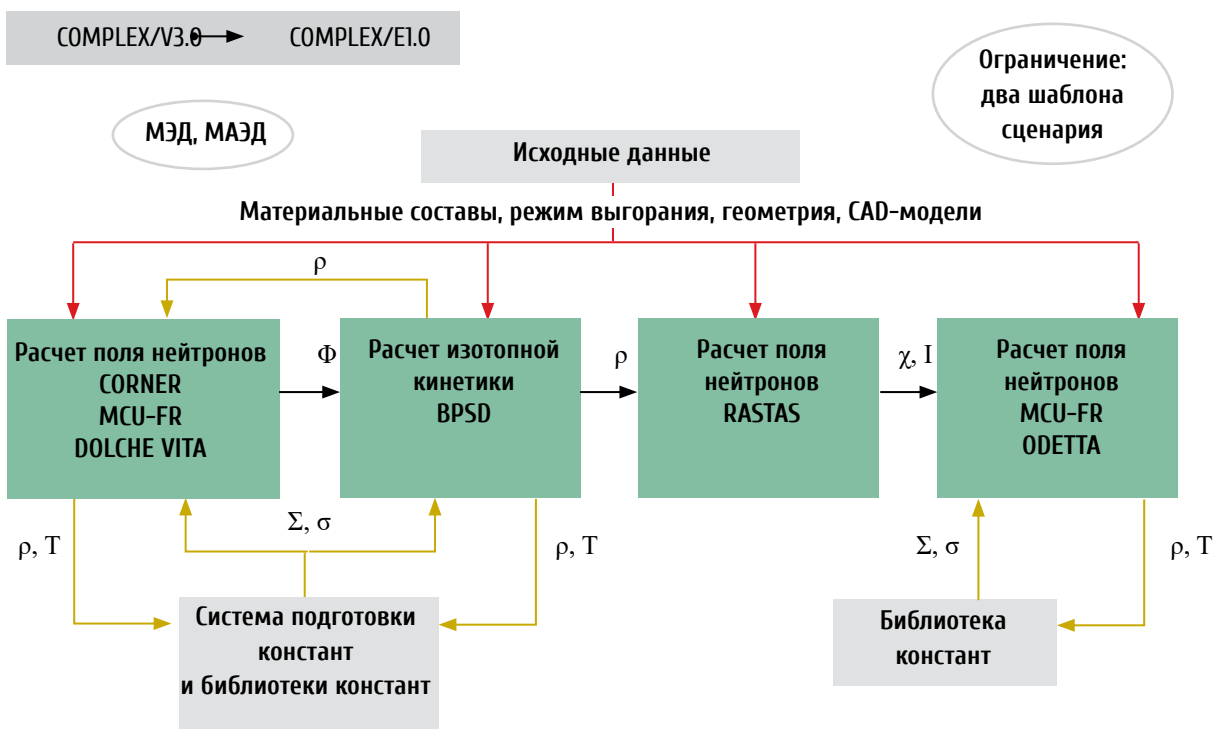 COMPLEX/V3.0 COMPLEX/E1.0
Ограничение:
два шаблона
сценария
МЭД, МАЭД
Исходные данные
Материальные составы, режим выгорания, геометрия, CAD-модели
ρ
Расчет поля нейтронов
CORNER
MCU-FR
DOLCHE VITA
Φ
Расчет изотопной
кинетики
BPSD
ρ
Расчет поля
нейтронов
RASTAS
χ, I
Расчет поля
нейтронов
MCU-FR
ODETTA
ρ, T
Σ, σ
ρ, T
Σ, σ
ρ, T
Система подготовки
констант
и библиотеки констант
Библиотека
констант